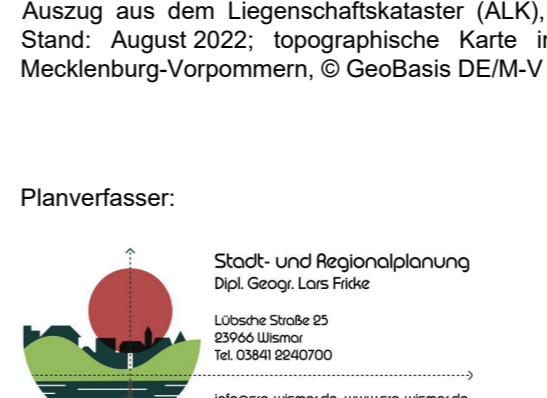 Auszug aus dem Liegenschaftskataster (ALK),
Stand: August 2022; topographische Karte
Mecklenburg-Vorpommern, © GeoBasis DE/M-V
Planverfasser:
Stadt- und Regionalplanung
Dipl. Geogr. Lars Fricke
Lübsche Straße 25
23966 Wismar
Tel. 03841 2240700